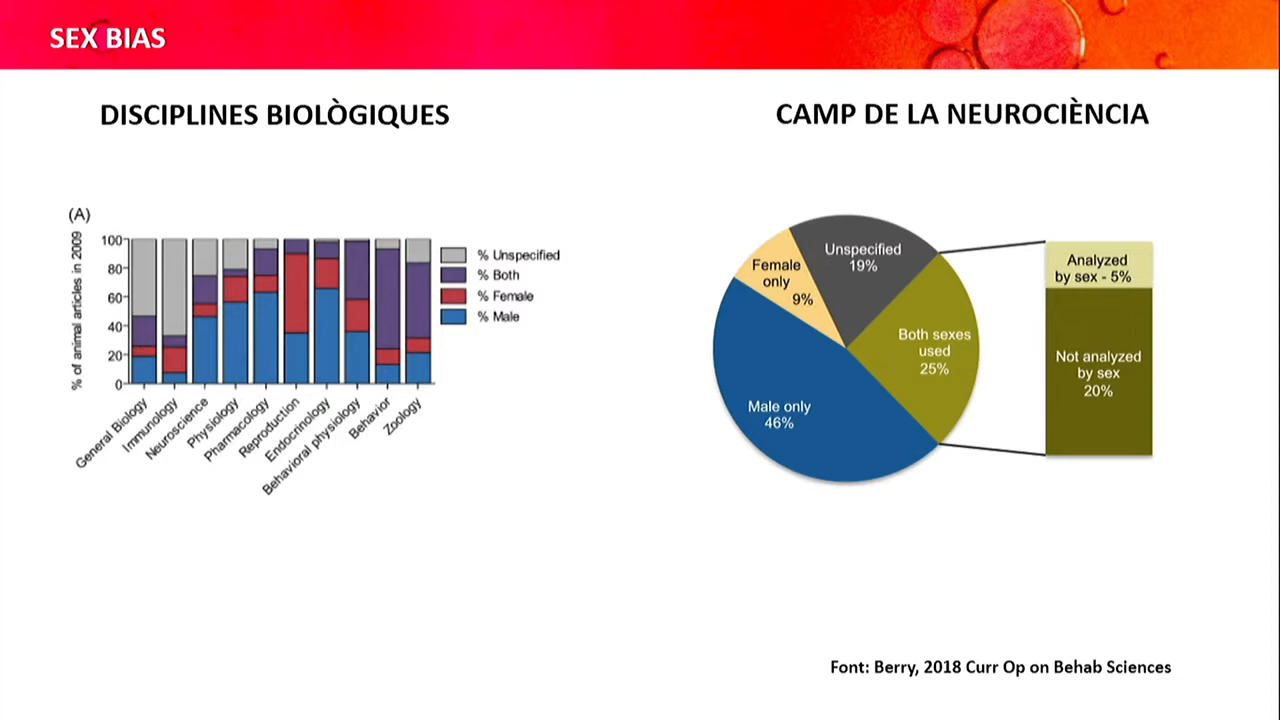 SEX BIAS
DISCIPLINES BIOLÒGIQUES
CAMP DE LA NEUROCIÈNCIA
(A)
% of animal articles in 2009
100
80
60
40
20
0
General Biology
Immunology
Neuroscience
Physiology
Pharmacology
Reproduction
Endocrinology
Behavioral physiology
Behavior
Zoology
% Unspecified
% Both
% Female
% Male
Unspecified
19%
Female
only
9%
Both sexes
used
25%
Male only
46%
Analyzed
by sex - 5%
Not analyzed
by sex
20%
Font: Berry, 2018 Curr Op on Behab Sciences